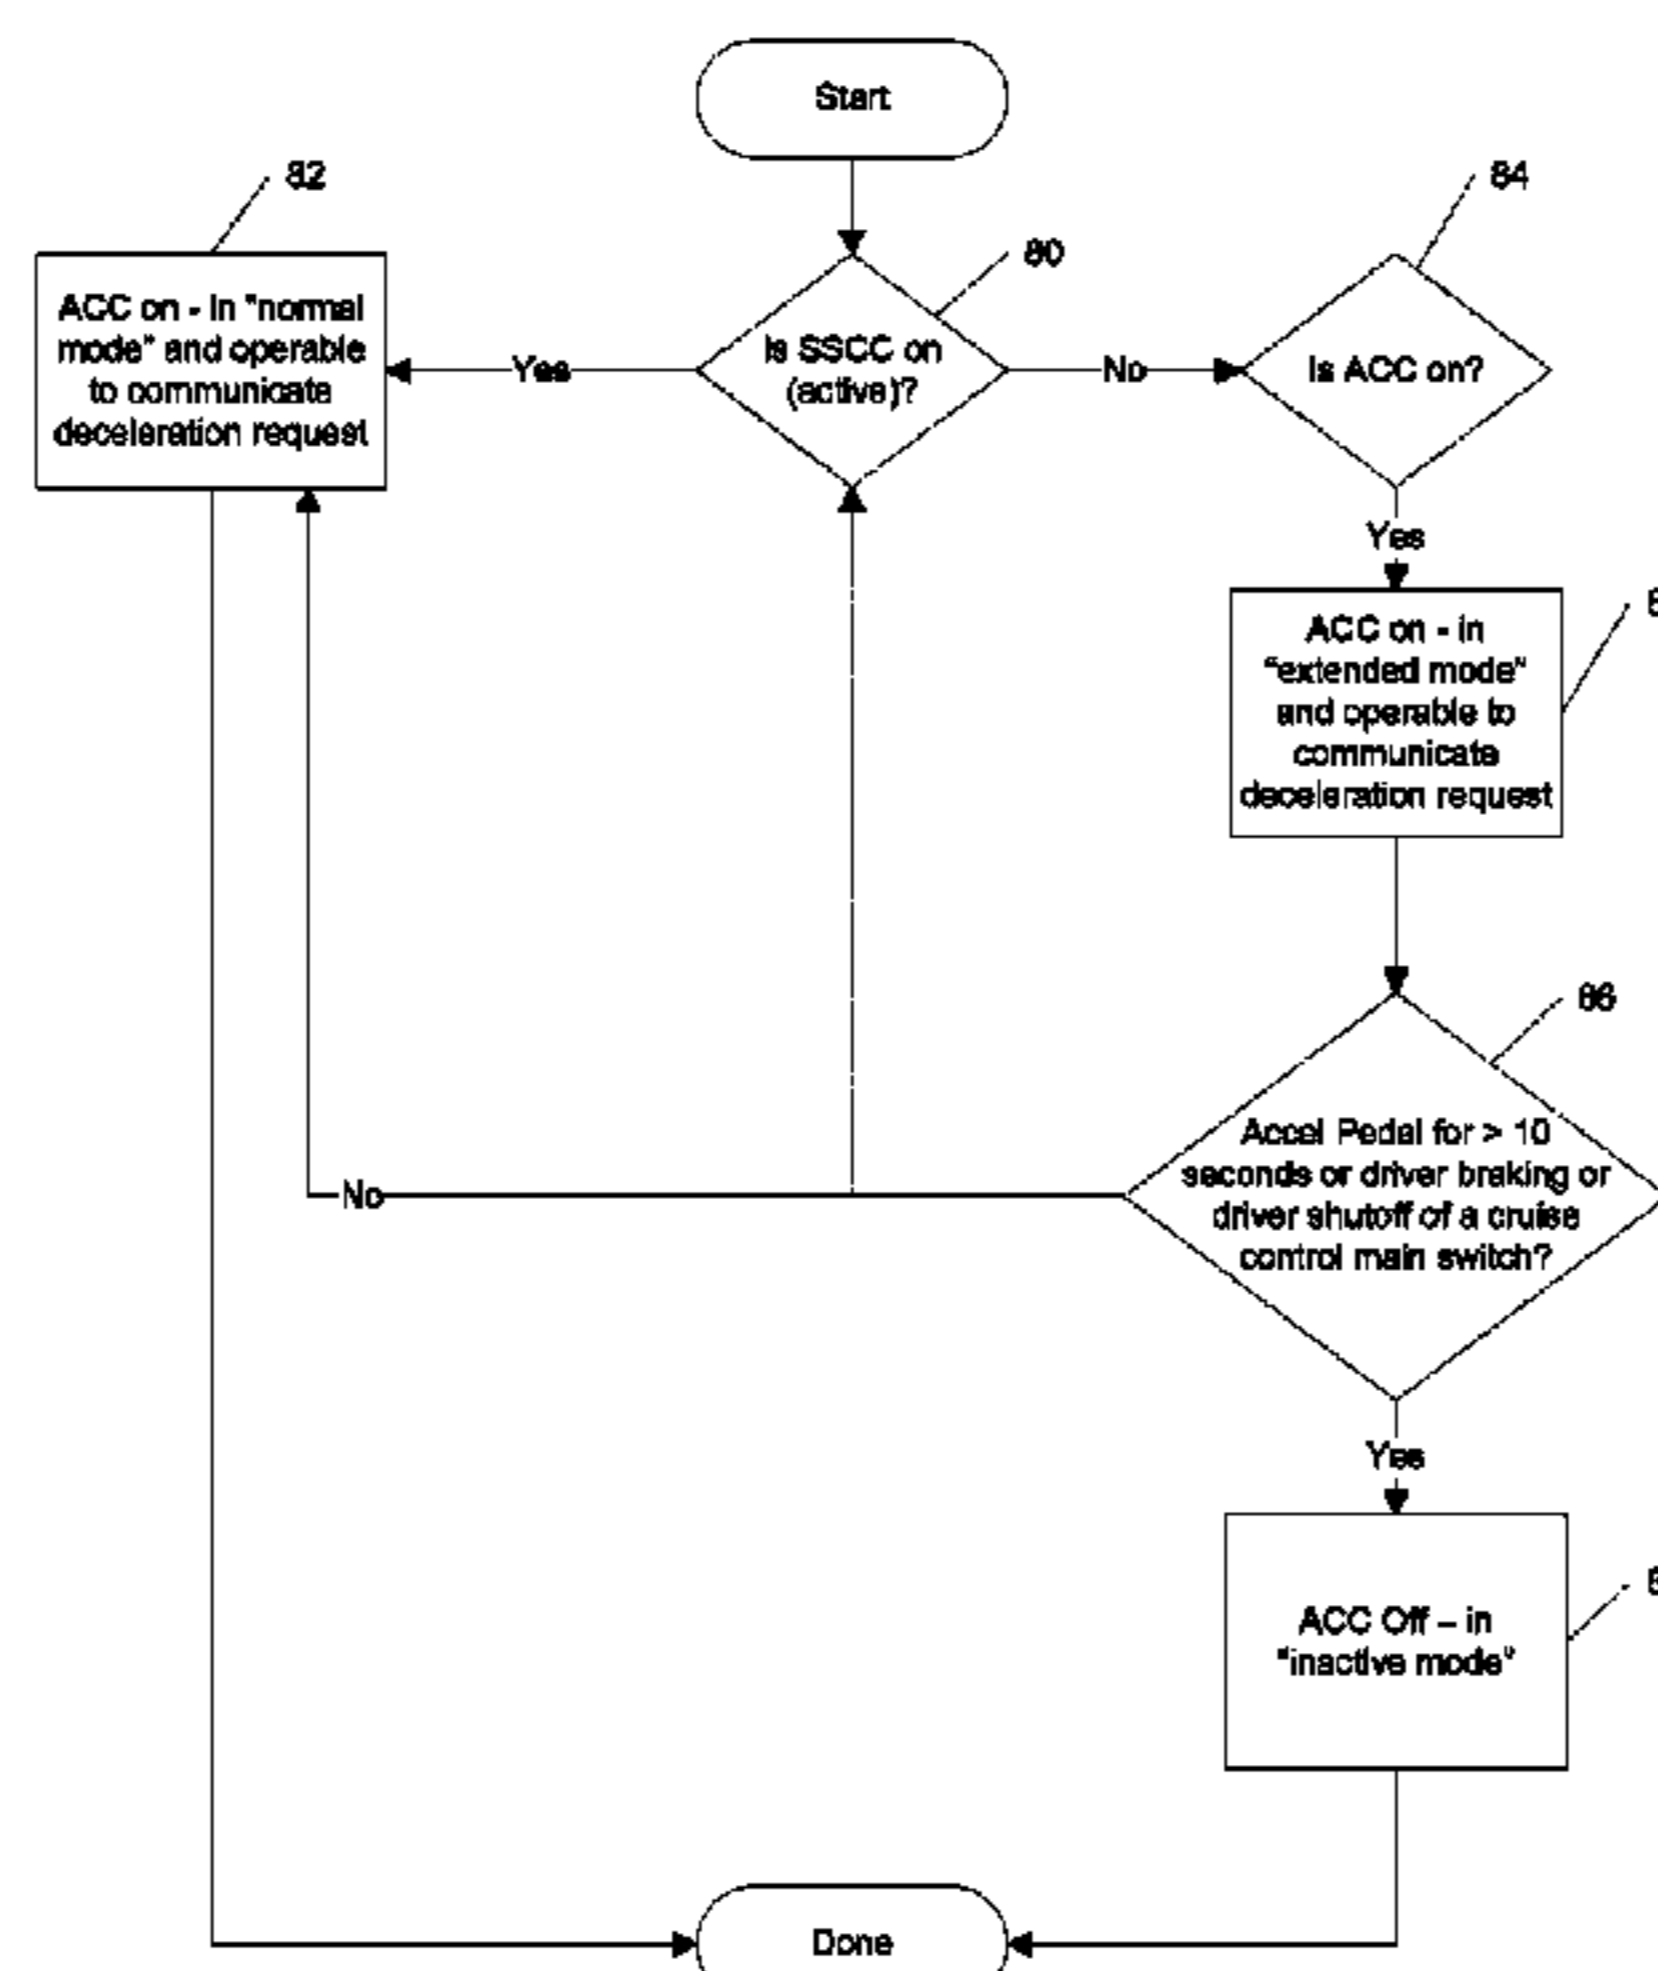 Start
82
84
80
ACC on - in "normal
mode" and operable
to communicate
deceleration request
Yes
Is SSCC on
(active)?
No
Is ACC on?
Yes
ACC on - in
"extended mode"
and operable to
communicate
deceleration request
86
Accel Pedal for > 10
seconds or driver braking or
driver shutoff of a cruise
control main switch?
No
Yes
ACC Off – in
"inactive mode"
Done